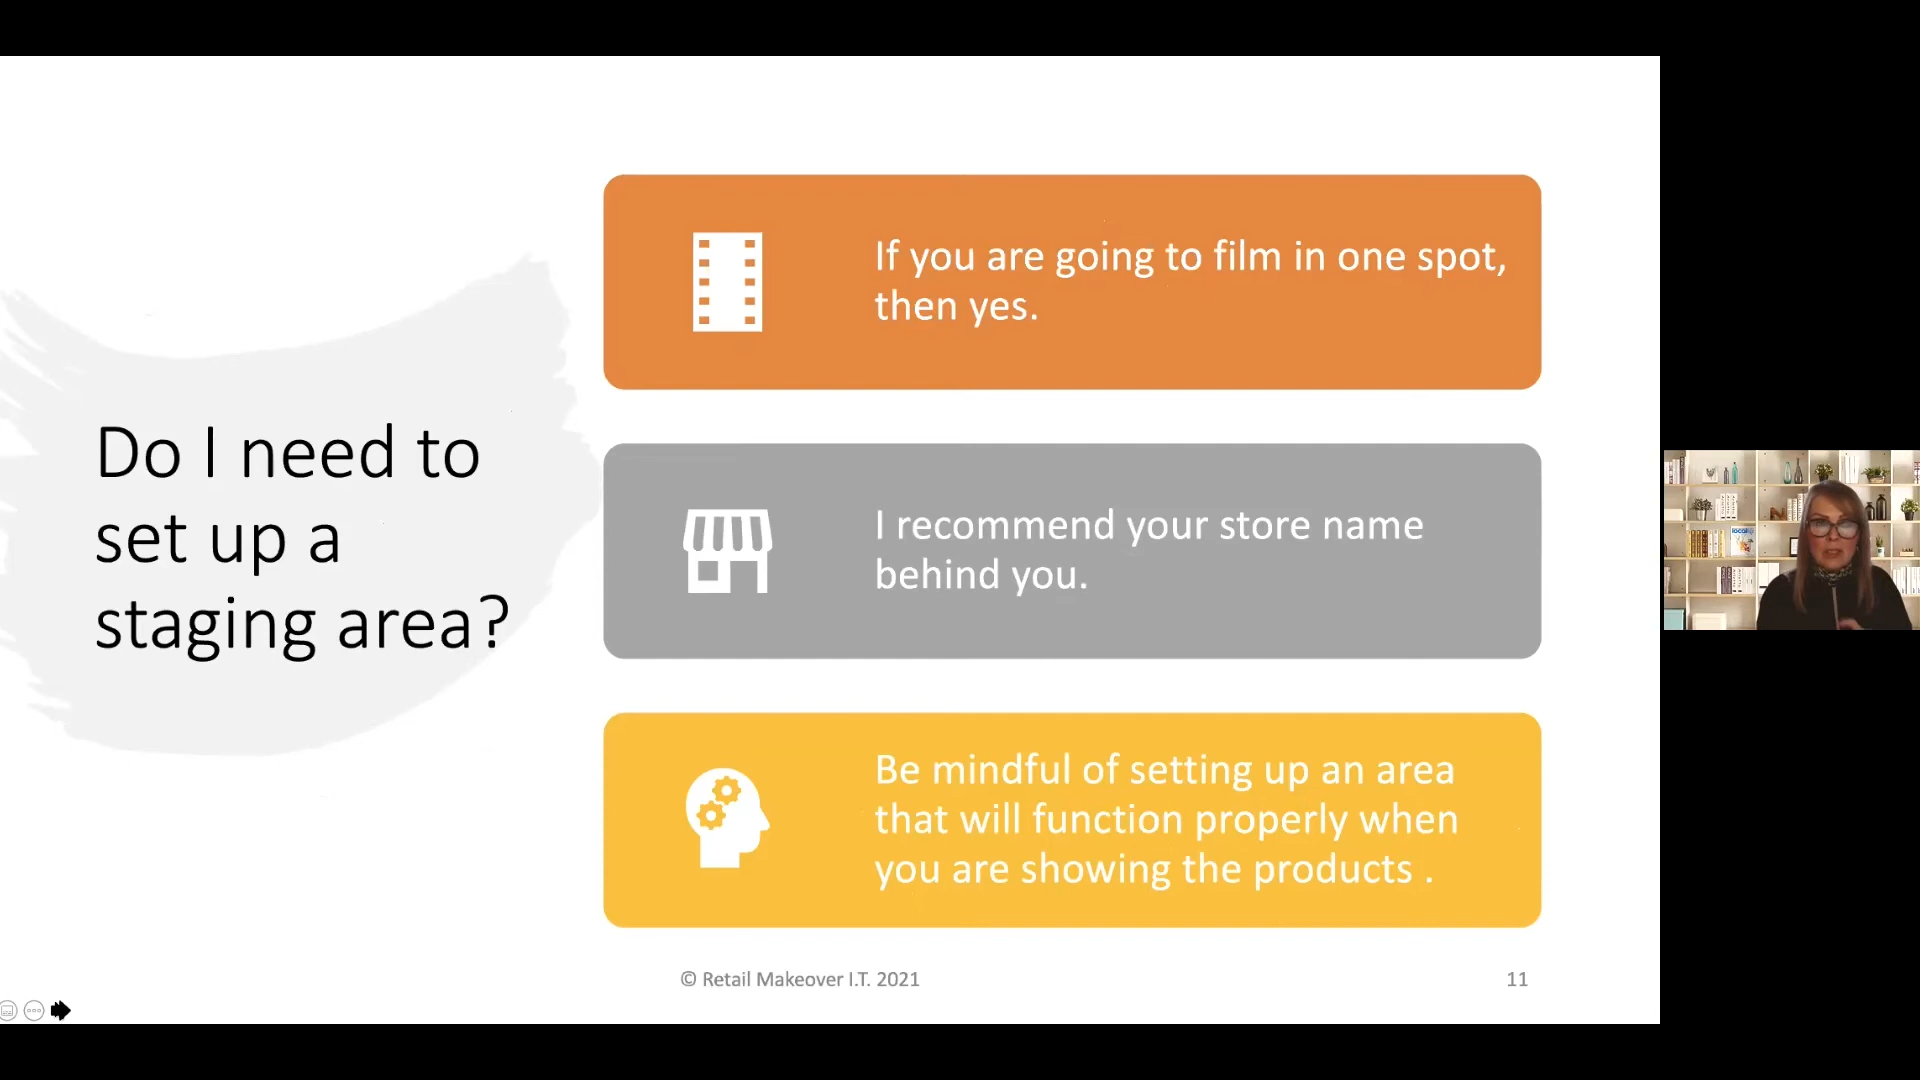 Do I need to
set up a
staging area?
If you are going to film in one spot,
then yes.
I recommend your store name
behind you.
Be mindful of setting up an area
that will function properly when
you are showing the products .
© Retail Makeover I.T. 2021
11